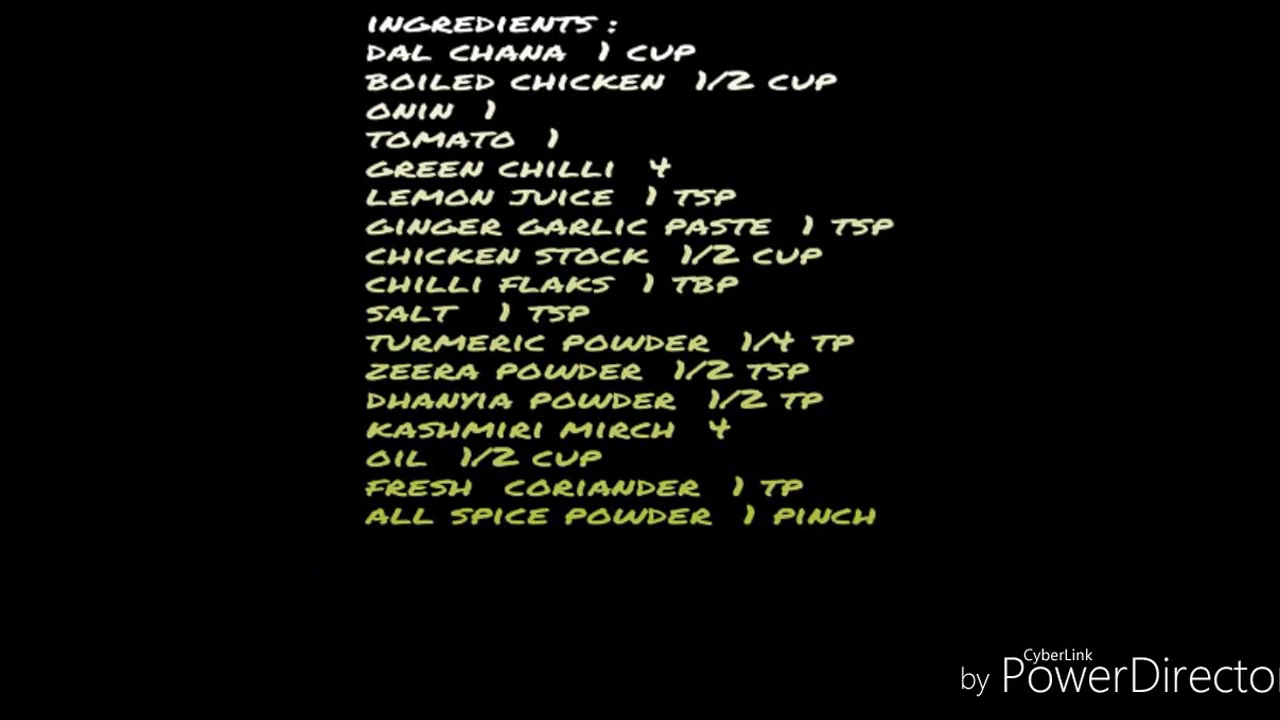 INGREDIENTS :
DAL CHANA 1 CUP
BOILED CHICKEN 1/2 CUP
ONIN 1
TOMATO 1
GREEN CHILLI 4
LEMON JUICE 1 TSP
GINGER GARLIC PASTE 1 TSP
CHICKEN STOCK 1/2 CUP
CHILLI FLAKS 1 TBP
SALT 1 TSP
TURMERIC POWDER 1/4 TP
ZEERA POWDER 1/2 TSP
DHANYIA POWDER 1/2 TP
KASHMIRI MIRCH 4
OIL 1/2 CUP
FRESH CORIANDER 1 TP
ALL SPICE POWDER 1 PINCH
CyberLink
by PowerDirecto